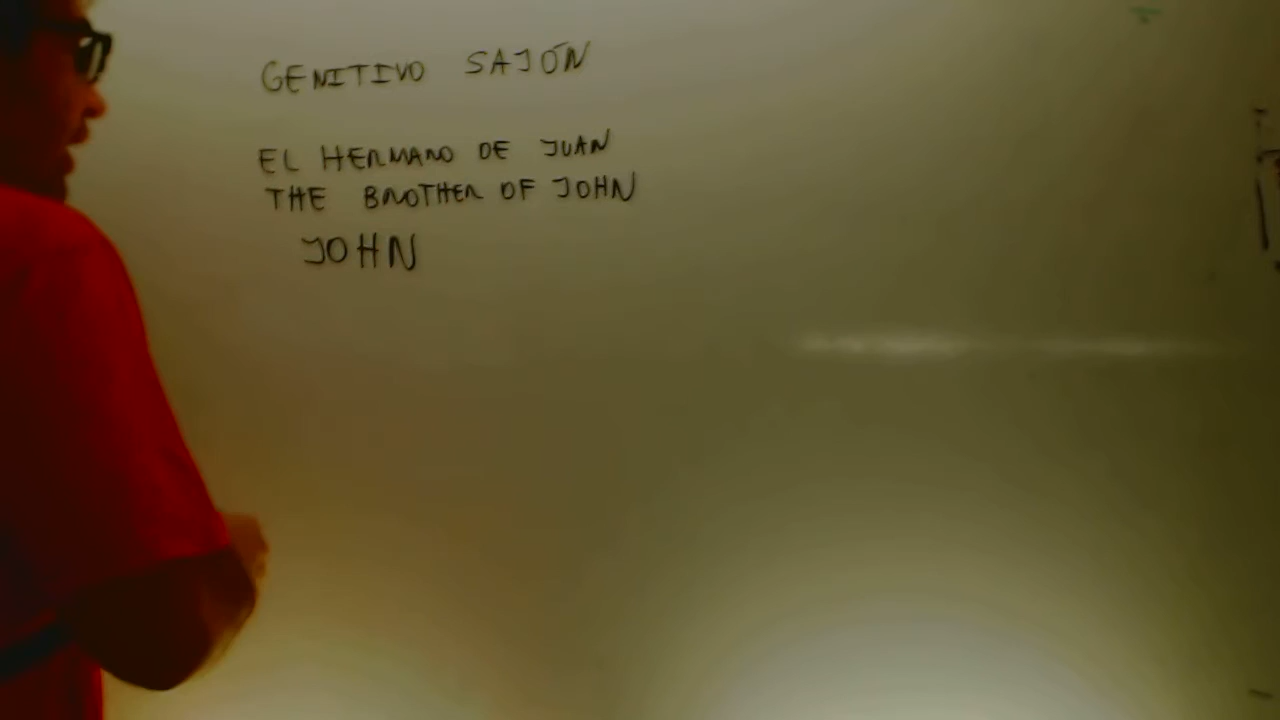 GENITIVO SAJÓN
EL HERMANO DE JUAN
THE BROTHER OF JOHN
JOHN